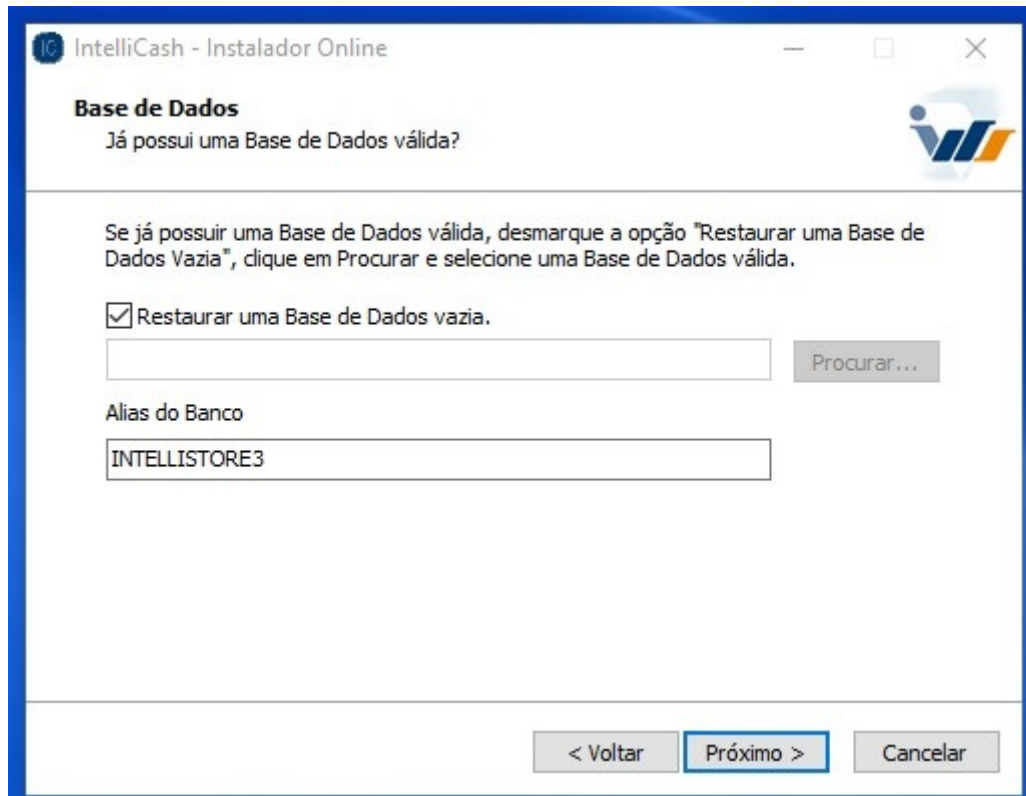 IC IntelliCash - Instalador Online
Base de Dados
Já possui uma Base de Dados válida?
Se já possuir uma Base de Dados válida, desmarque a opção "Restaurar uma Base de
Dados Vazia", clique em Procurar e selecione uma Base de Dados válida.
Restaurar uma Base de Dados vazia.
Procurar...
Alias do Banco
INTELLISTORE3
< Voltar Próximo > Cancelar